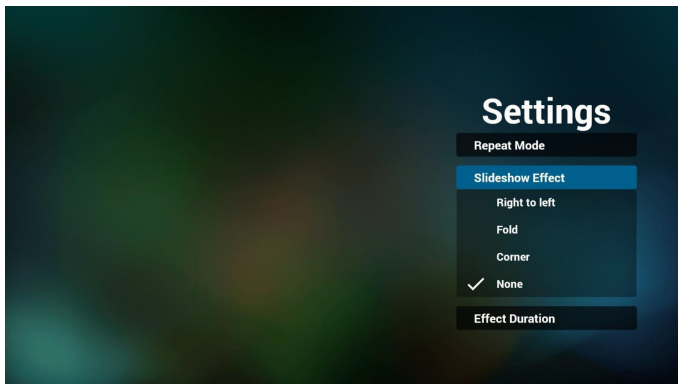 Settings
Repeat Mode
Slideshow Effect
Right to left
Fold
Corner
None
Effect Duration